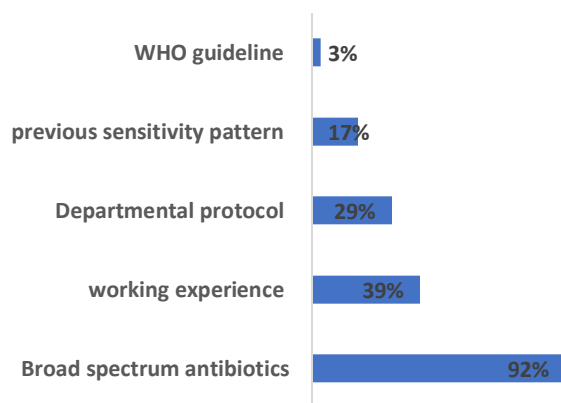 WHO guideline 3%
previous sensitivity pattern 17%
Departmental protocol 29%
working experience 39%
Broad spectrum antibiotics 92%